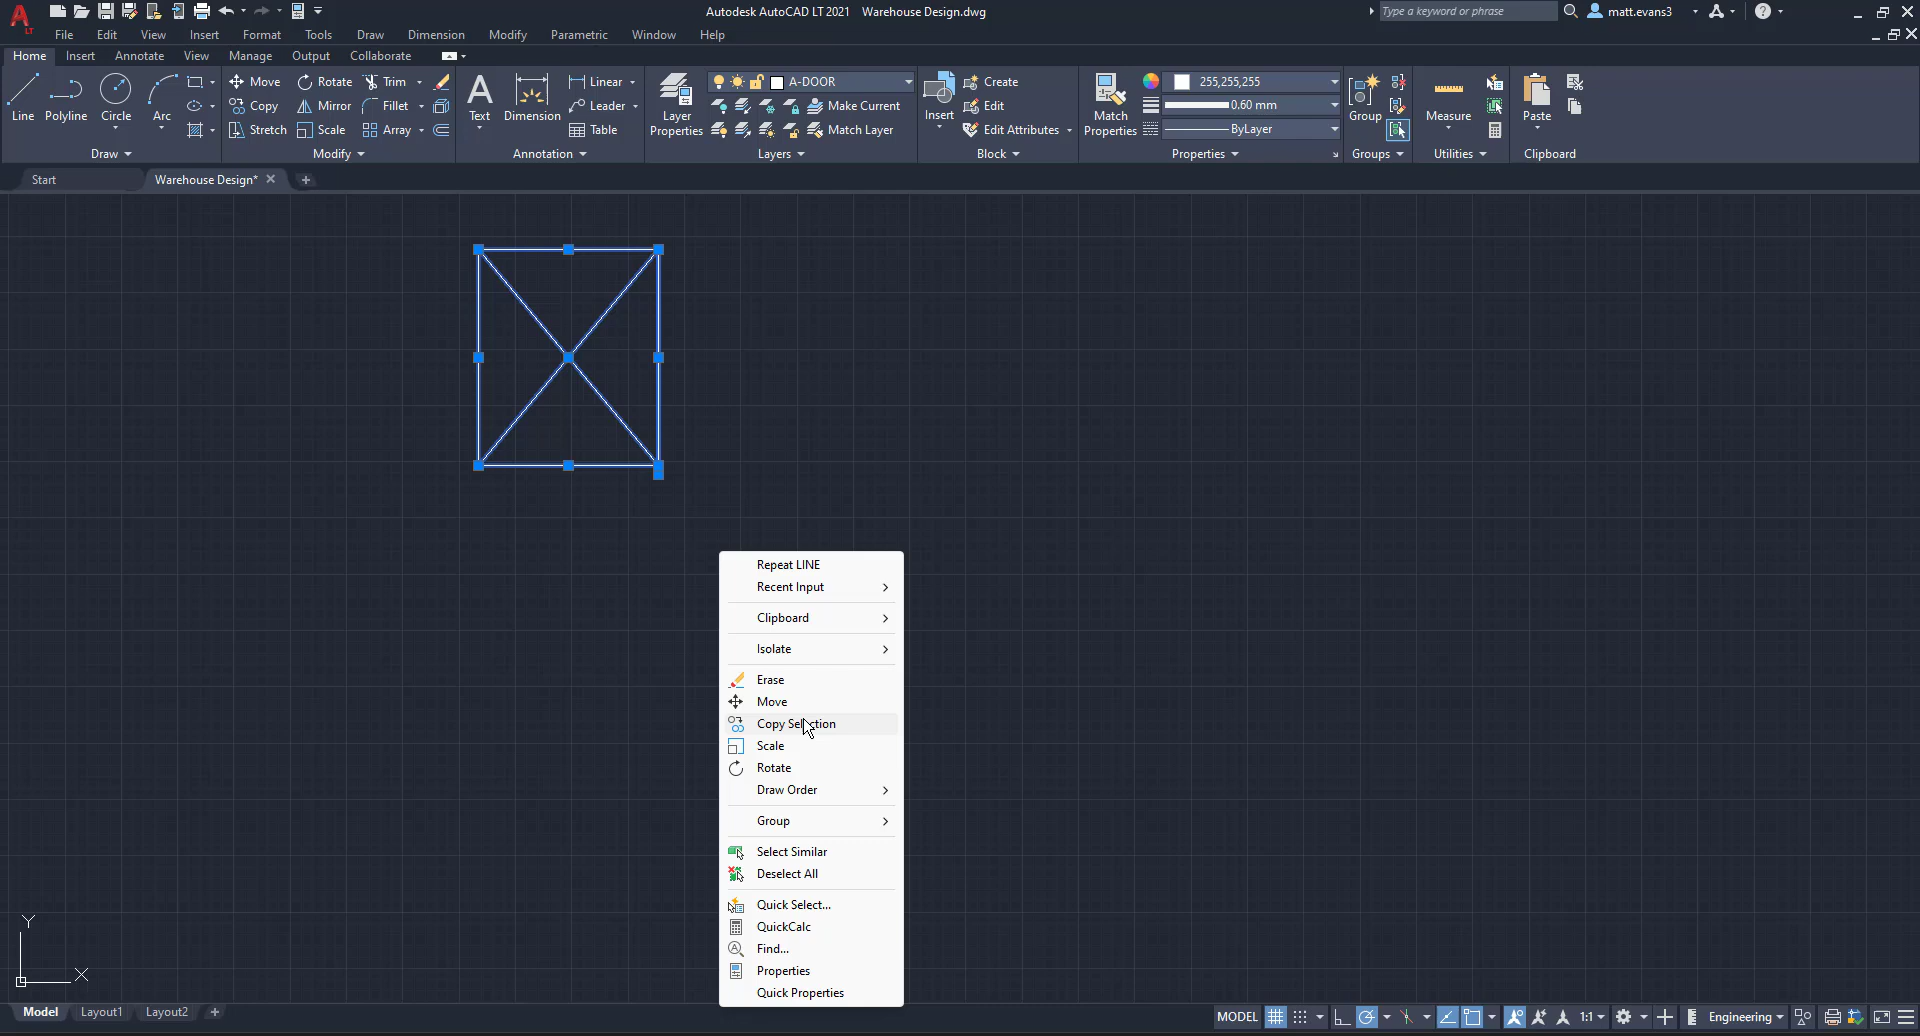 Autodesk AutoCAD LT 2021 Warehouse Design.dwg
Type a keyword or phrase
matt.evans3
LT
File Edit View Insert Format Tools Draw Dimension Modify Parametric Window Help
Home Insert Annotate View Manage Output Collaborate
Line Polyline Circle Arc
Move Rotate Trim
Copy Mirror Fillet
Stretch Scale Array
Text Dimension
Linear
Leader
Table
Layer Properties
A-DOOR
Make Current
Match Layer
Insert
Create
Edit
Edit Attributes
Match Properties
255,255,255
0.60 mm
ByLayer
Group
Measure
Paste
Draw Modify Annotation Layers Block Properties Groups Utilities Clipboard
Start Warehouse Design*
Repeat LINE
Recent Input
Clipboard
Isolate
Erase
Move
Copy Selection
Scale
Rotate
Draw Order
Group
Select Similar
Deselect All
Quick Select...
QuickCalc
Find...
Properties
Quick Properties
Y
X
Model Layout1 Layout2
MODEL 1:1 Engineering